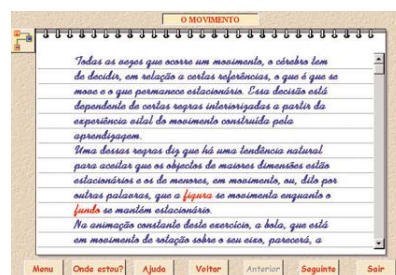 O MOVIMENTO
Todas as vezes que ocorre um movimento, o cérebro tem
de decidir, em relação a certas referências, o que é que se
move e o que permanece estacionário. Essa decisão está
dependente de certas regras interiorizadas a partir da
experiência vital do movimento construída pela
aprendizagem.
Uma dessas regras diz que há uma tendência natural
para aceitar que os objectos de maiores dimensões estão
estacionários e os de menores, em movimento, ou, dito por
outras palavras, que a figura se movimenta enquanto o
fundo se mantém estacionário.
Na animação constante deste exercício, a bola, que está
em movimento de rotação sobre o seu eixo, parecerá, a
Menu Onde estou? Ajuda Voltar Anterior Seguinte Sair